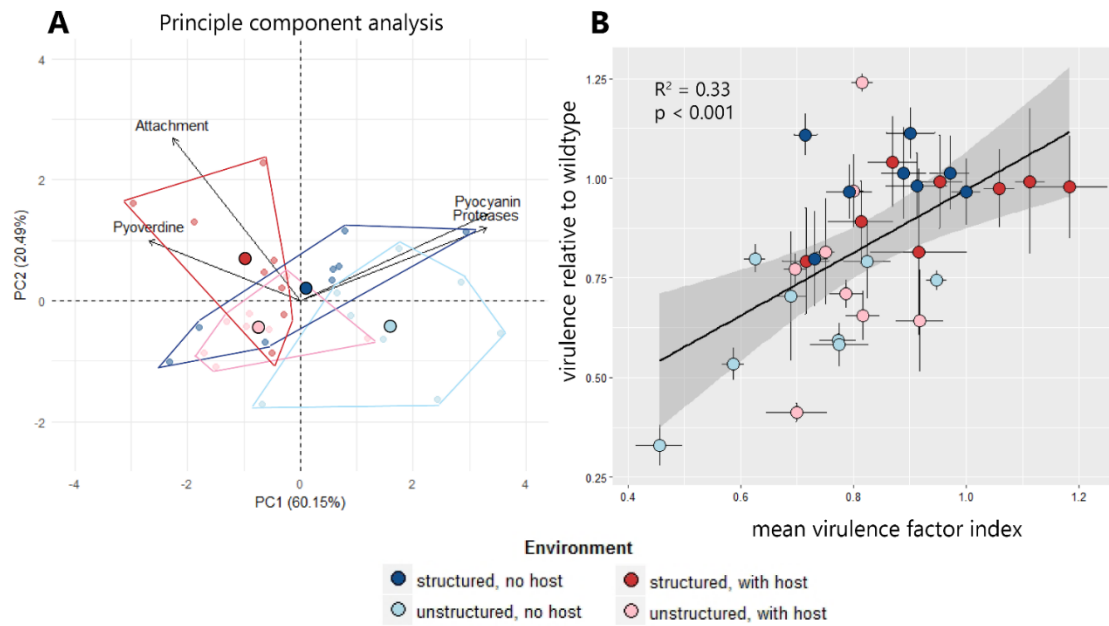 A
Principle component analysis
4
2
0
-2
-4
-2
0
2
4
PC2 (20.49%)
PC1 (60.15%)
Attachment
Pyoverdine
Pyocyanin
Proteases
B
R² = 0.33
p < 0.001
1.25
1.00
0.75
0.50
0.25
0.4
0.6
0.8
1.0
1.2
virulence relative to wildtype
mean virulence factor index
Environment
structured, no host
structured, with host
unstructured, no host
unstructured, with host